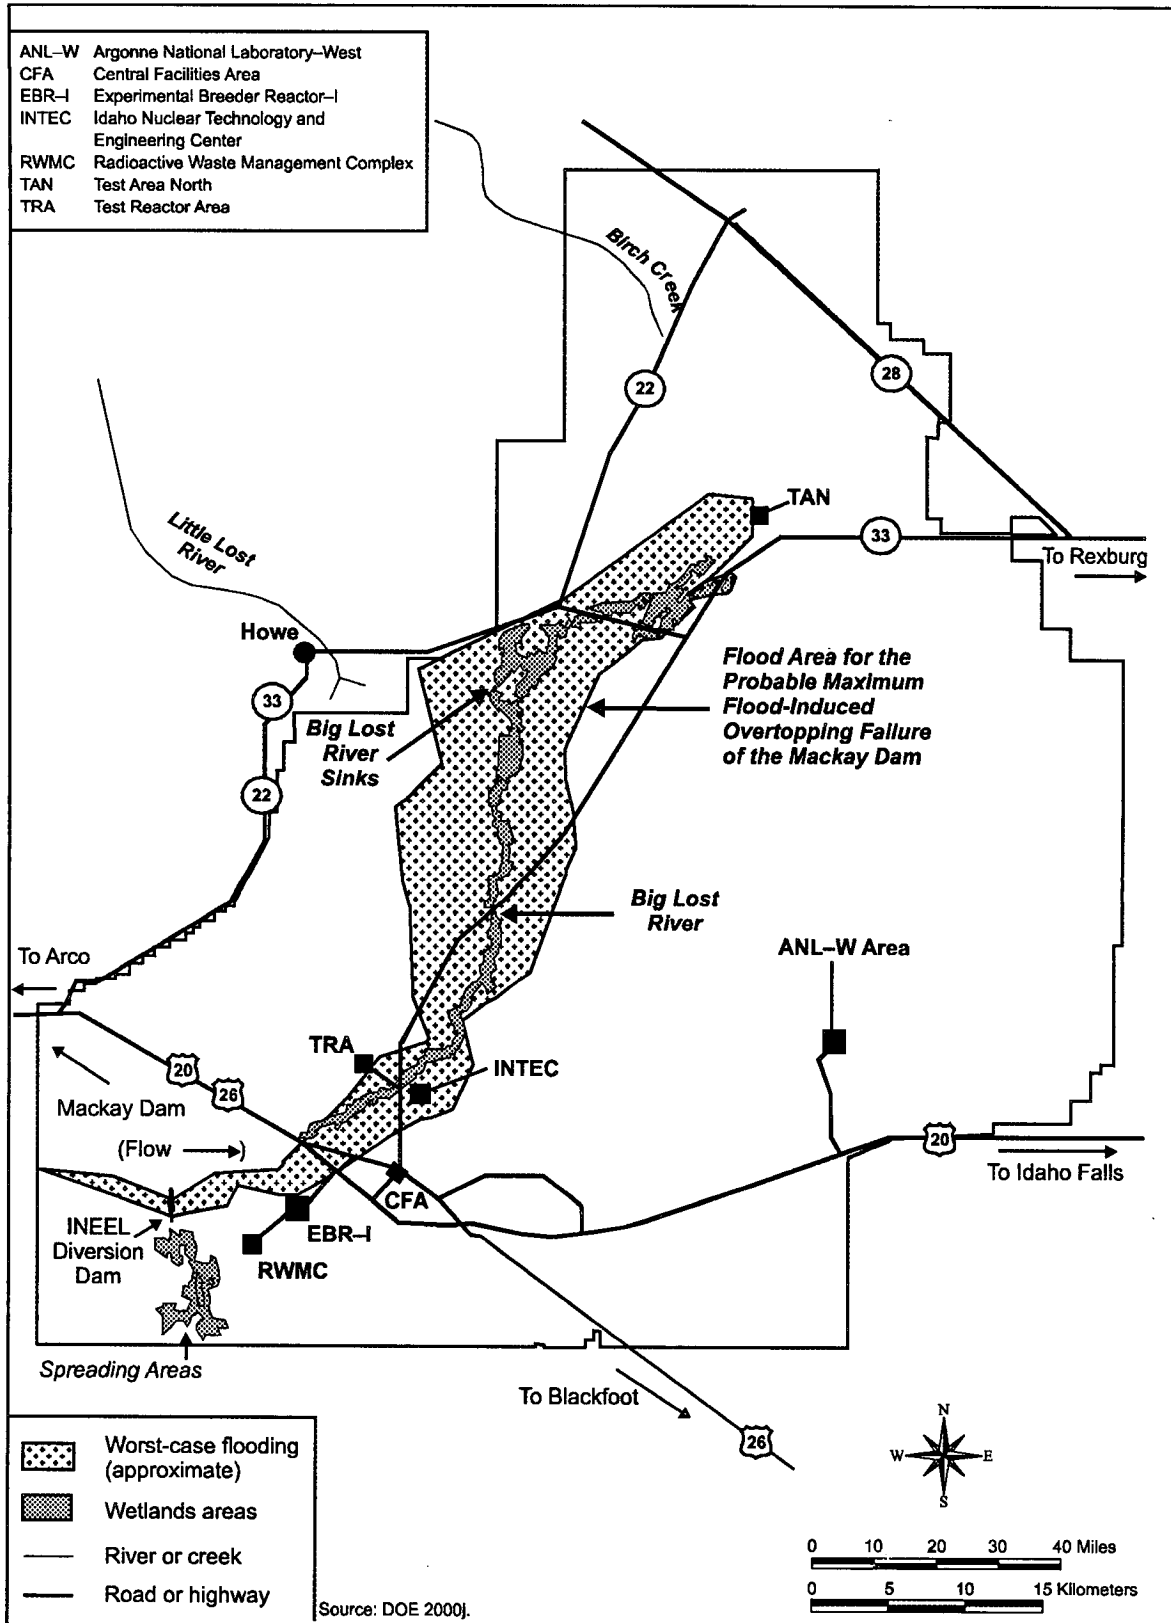 ANL–W Argonne National Laboratory–West
CFA Central Facilities Area
EBR–I Experimental Breeder Reactor–I
INTEC Idaho Nuclear Technology and
Engineering Center
RWMC Radioactive Waste Management Complex
TAN Test Area North
TRA Test Reactor Area
Birch Creek
22
28
TAN
33
To Rexburg
Little Lost
River
Howe
33
Big Lost
River
Sinks
Flood Area for the
Probable Maximum
Flood-Induced
Overtopping Failure
of the Mackay Dam
22
Big Lost
River
To Arco
ANL–W Area
TRA
INTEC
20
26
Mackay Dam
(Flow )
20
To Idaho Falls
CFA
INEEL
Diversion
Dam
EBR–I
RWMC
Spreading Areas
To Blackfoot
26
Worst-case flooding
(approximate)
Wetlands areas
River or creek
Road or highway
N
W E
S
0 10 20 30 40 Miles
0 5 10 15 Kilometers
Source: DOE 2000j.